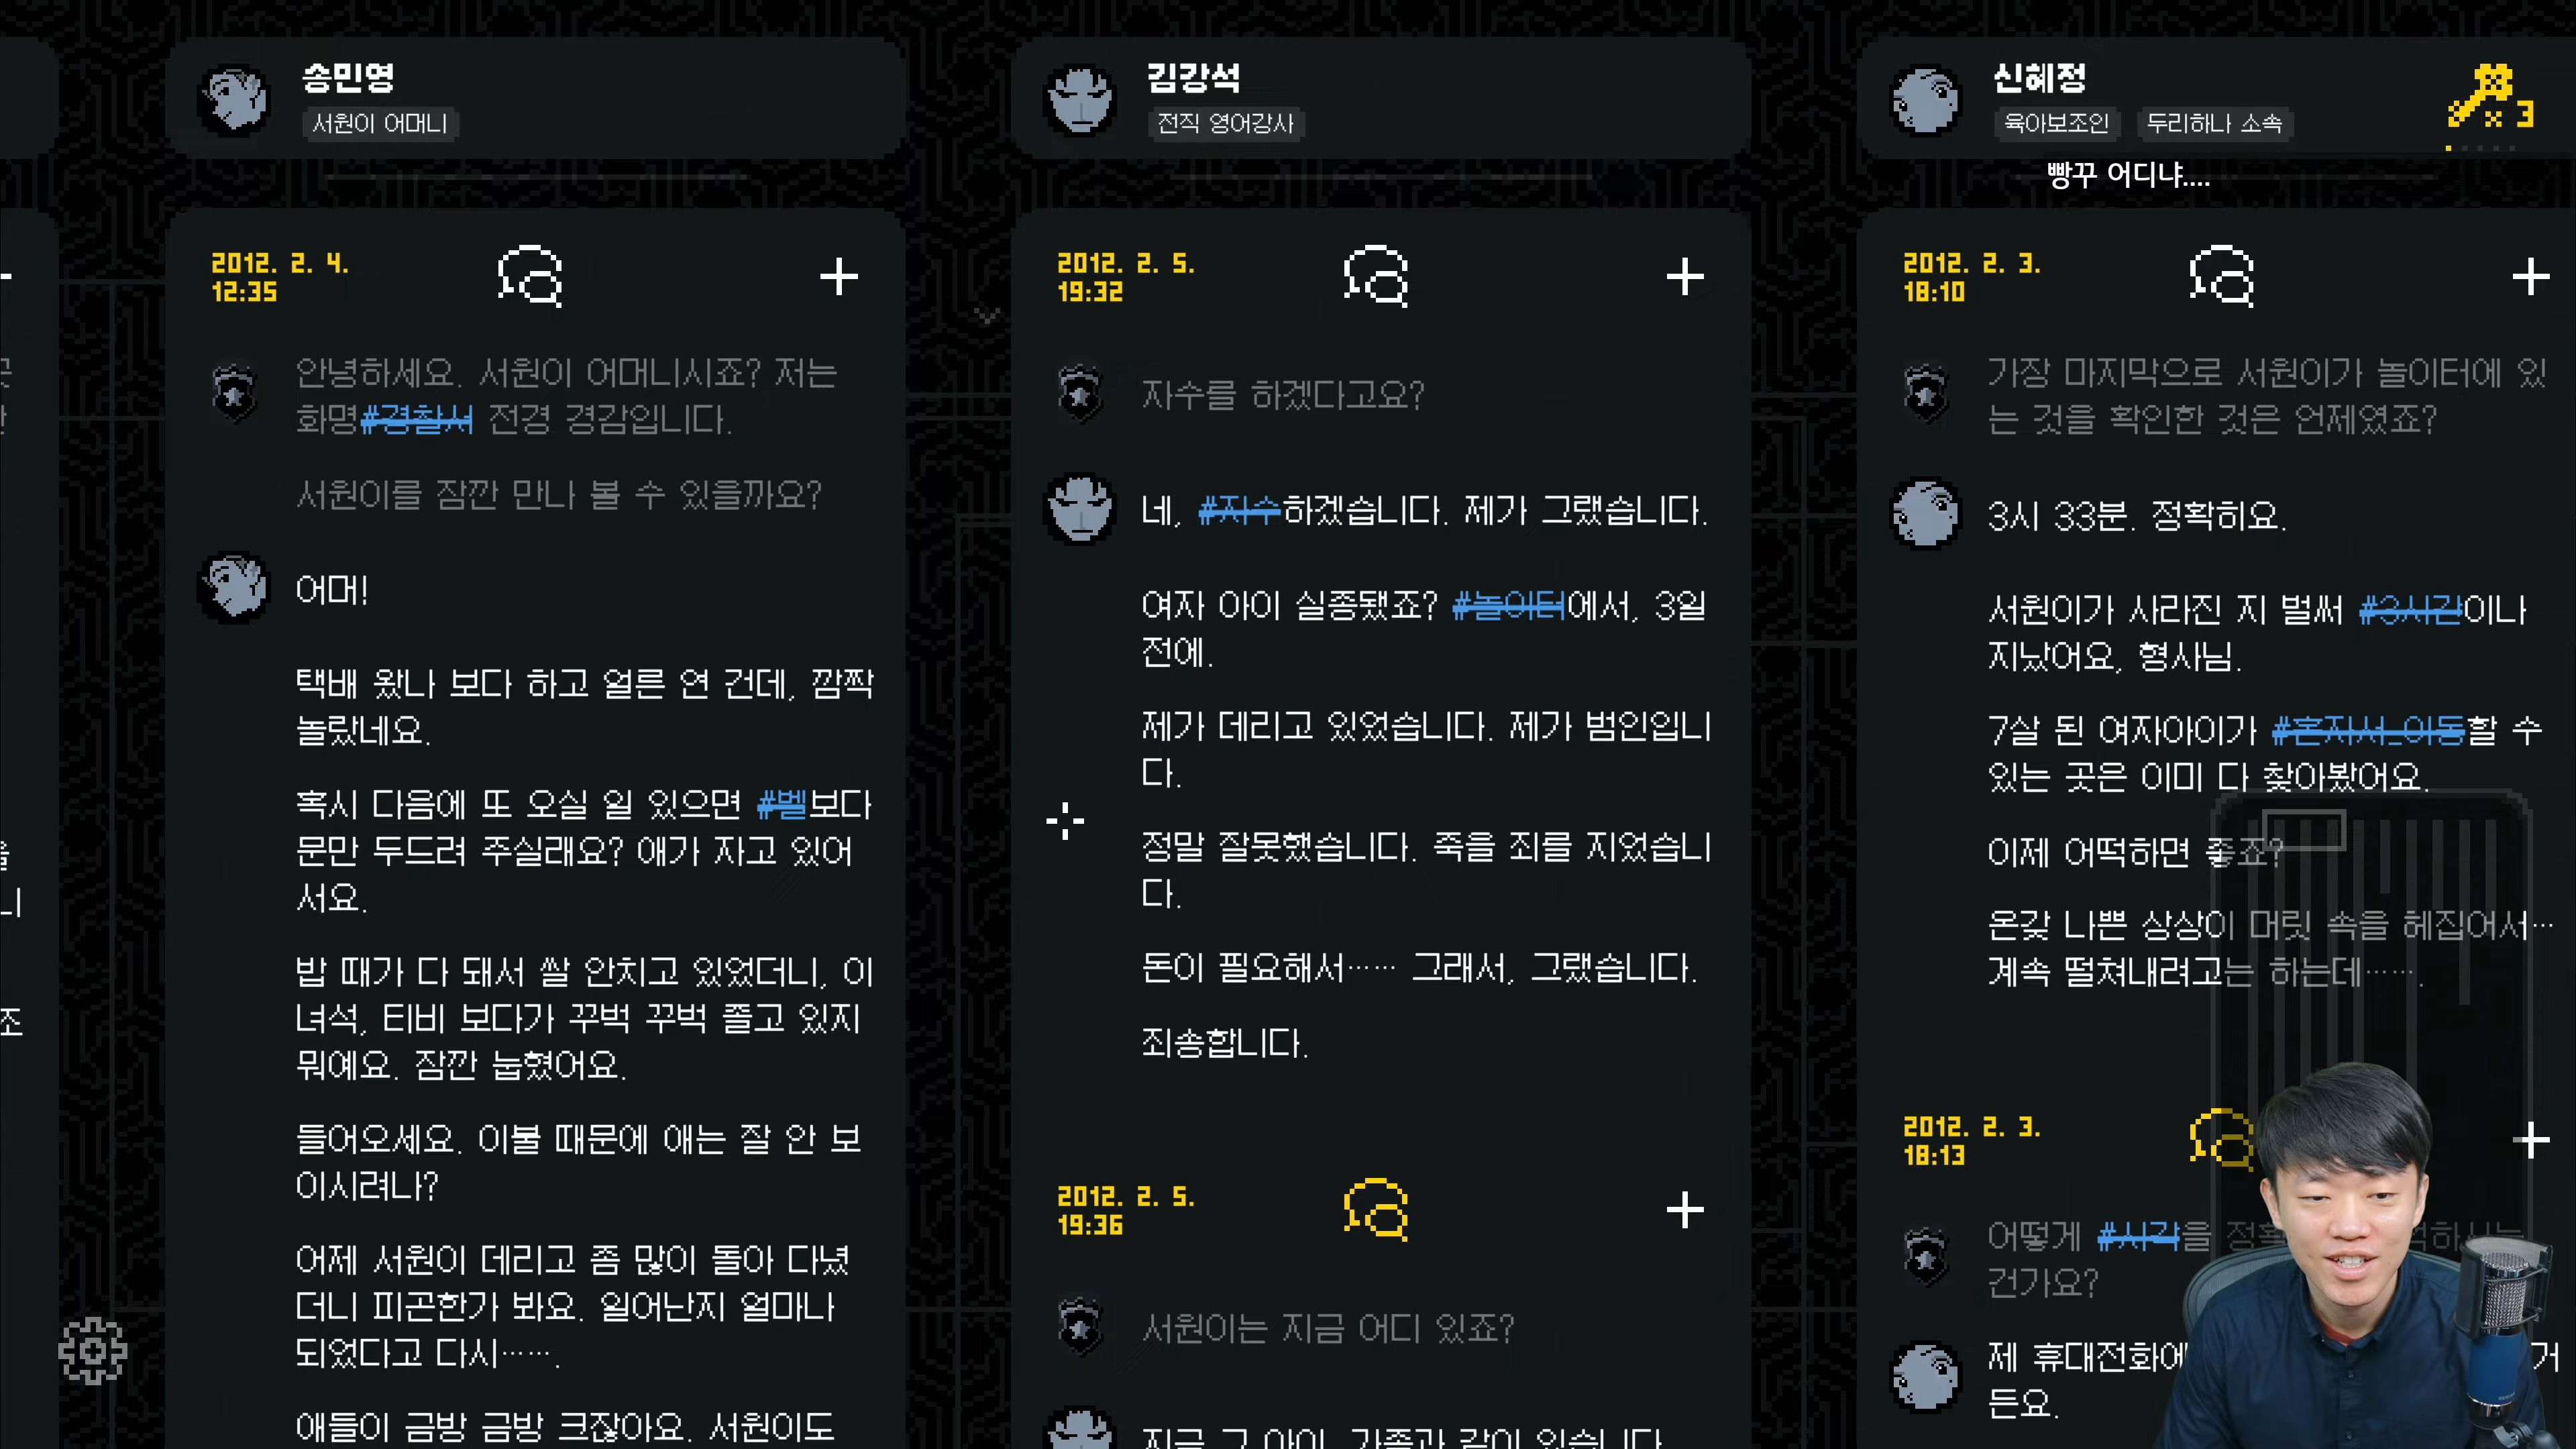 송민영
서원이 어머니
2012. 2. 4.
12:35
안녕하세요. 서원이 어머니시죠? 저는
화명#경찰서 전경 경감입니다.
서원이를 잠깐 만나 볼 수 있을까요?
어머!
택배 왔나 보다 하고 얼른 연 건데, 깜짝
놀랐네요.
혹시 다음에 또 오실 일 있으면 #벨보다
문만 두드려 주실래요? 애가 자고 있어
서요.
밥 때가 다 돼서 쌀 안치고 있었더니, 이
녀석, 티비 보다가 꾸벅 꾸벅 졸고 있지
뭐예요. 잠깐 눕혔어요.
들어오세요. 이불 때문에 애는 잘 안 보
이시려나?
어제 서원이 데리고 좀 많이 돌아 다녔
더니 피곤한가 봐요. 일어난지 얼마나
되었다고 다시…….
애들이 금방 금방 크잖아요. 서원이도
김강석
전직 영어강사
2012. 2. 5.
19:32
자수를 하겠다고요?
네, #자수하겠습니다. 제가 그랬습니다.
여자 아이 실종됐죠? #놀이터에서, 3일
전에.
제가 데리고 있었습니다. 제가 범인입니
다.
정말 잘못했습니다. 죽을 죄를 지었습니
다.
돈이 필요해서…… 그래서, 그랬습니다.
죄송합니다.
2012. 2. 5.
19:36
서원이는 지금 어디 있죠?
지금 그 아이, 가족과 같이 있습니다.
신혜정
육아보조인 두리하나 소속
x 3
빵꾸 어디냐....
2012. 2. 3.
18:10
가장 마지막으로 서원이가 놀이터에 있
는 것을 확인한 것은 언제였죠?
3시 33분. 정확히요.
서원이가 사라진 지 벌써 #3시간이나
지났어요, 형사님.
7살 된 여자아이가 #혼자서_이동할 수
있는 곳은 이미 다 찾아봤어요.
이제 어떡하면 좋죠?
온갖 나쁜 상상이 머릿 속을 헤집어서…
계속 떨쳐내려고는 하는데…….
2012. 2. 3.
18:13
어떻게 #시각을
건가요?
제 휴대전화에 거
든요.